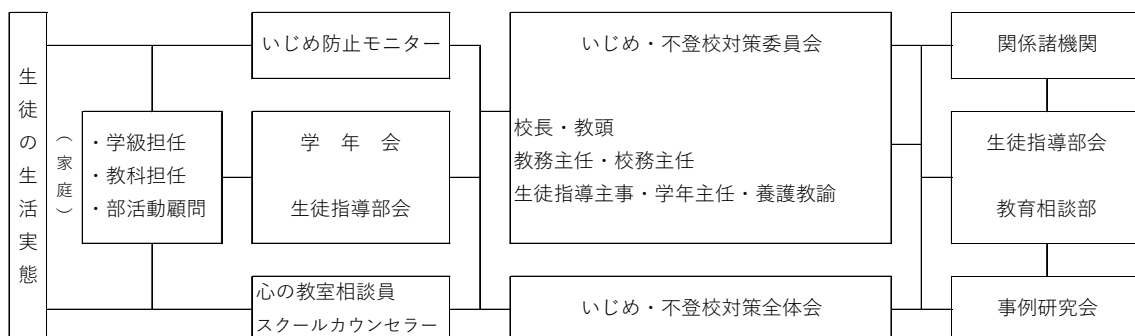 生徒の生活実態
（家庭）
・学級担任
・教科担任
・部活動顧問
いじめ防止モニター
学　年　会
生徒指導部会
心の教室相談員
スクールカウンセラー
いじめ・不登校対策委員会
校長・教頭
教務主任・校務主任
生徒指導主事・学年主任・養護教諭
いじめ・不登校対策全体会
関係諸機関
生徒指導部会
教育相談部
事例研究会